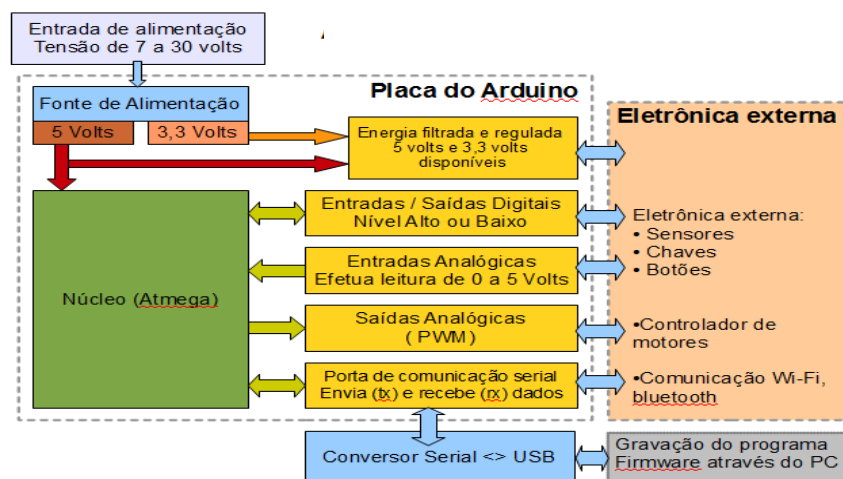 Entrada de alimentação
Tensão de 7 a 30 volts
Placa do Arduino
Fonte de Alimentação
5 Volts
3,3 Volts
Energia filtrada e regulada
5 volts e 3,3 volts
disponíveis
Eletrônica externa
Entradas / Saídas Digitais
Nível Alto ou Baixo
Eletrônica externa:
• Sensores
• Chaves
• Botões
Entradas Analógicas
Efetua leitura de 0 a 5 Volts
Núcleo (Atmega)
Saídas Analógicas
( PWM)
•Controlador de
motores
Porta de comunicação serial
Envia (tx) e recebe (rx) dados
•Comunicação Wi-Fi,
bluetooth
Conversor Serial <> USB
Gravação do programa
Firmware através do PC